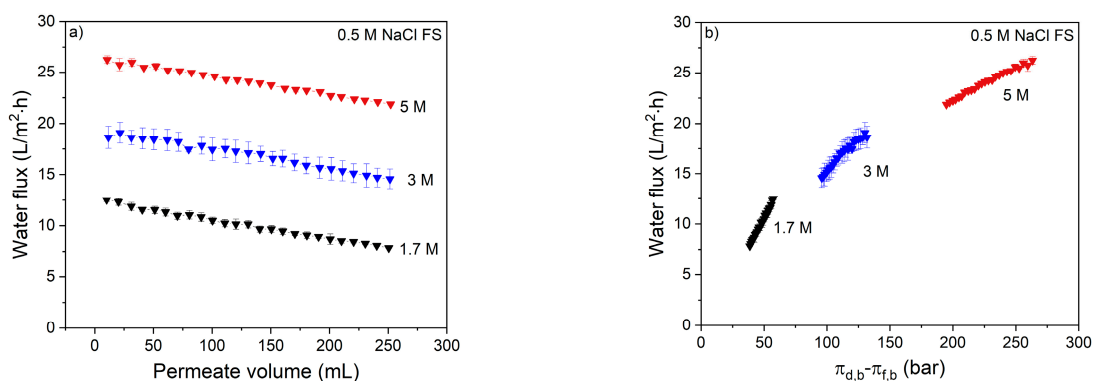 a)
0.5 M NaCl FS
30
25
20
15
10
5
0
5 M
3 M
1.7 M
0 50 100 150 200 250 300
Water flux (L/m²·h)
Permeate volume (mL)
b)
0.5 M NaCl FS
30
25
20
15
10
5
0
5 M
3 M
1.7 M
0 50 100 150 200 250 300
Water flux (L/m²·h)
πd,b-πf,b (bar)